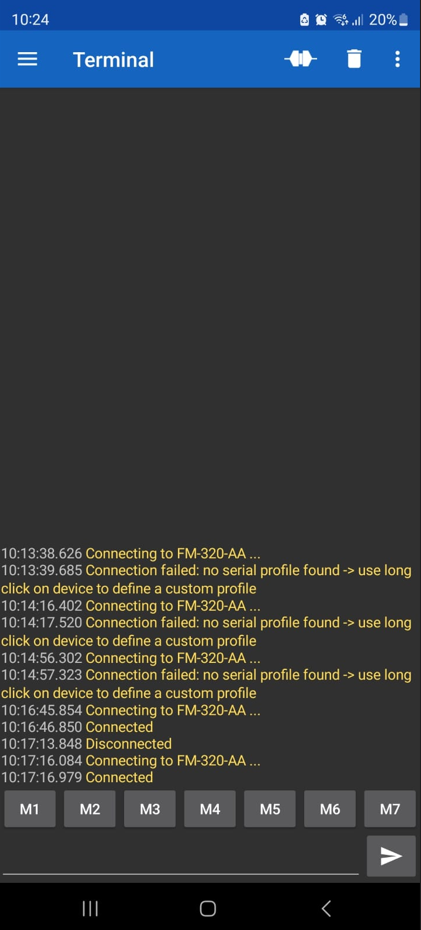 10:24
20%
Terminal
10:13:38.626 Connecting to FM-320-AA ...
10:13:39.685 Connection failed: no serial profile found -> use long
click on device to define a custom profile
10:14:16.402 Connecting to FM-320-AA ...
10:14:17.520 Connection failed: no serial profile found -> use long
click on device to define a custom profile
10:14:56.302 Connecting to FM-320-AA ...
10:14:57.323 Connection failed: no serial profile found -> use long
click on device to define a custom profile
10:16:45.854 Connecting to FM-320-AA ...
10:16:46.850 Connected
10:17:13.848 Disconnected
10:17:16.084 Connecting to FM-320-AA ...
10:17:16.979 Connected
M1 M2 M3 M4 M5 M6 M7